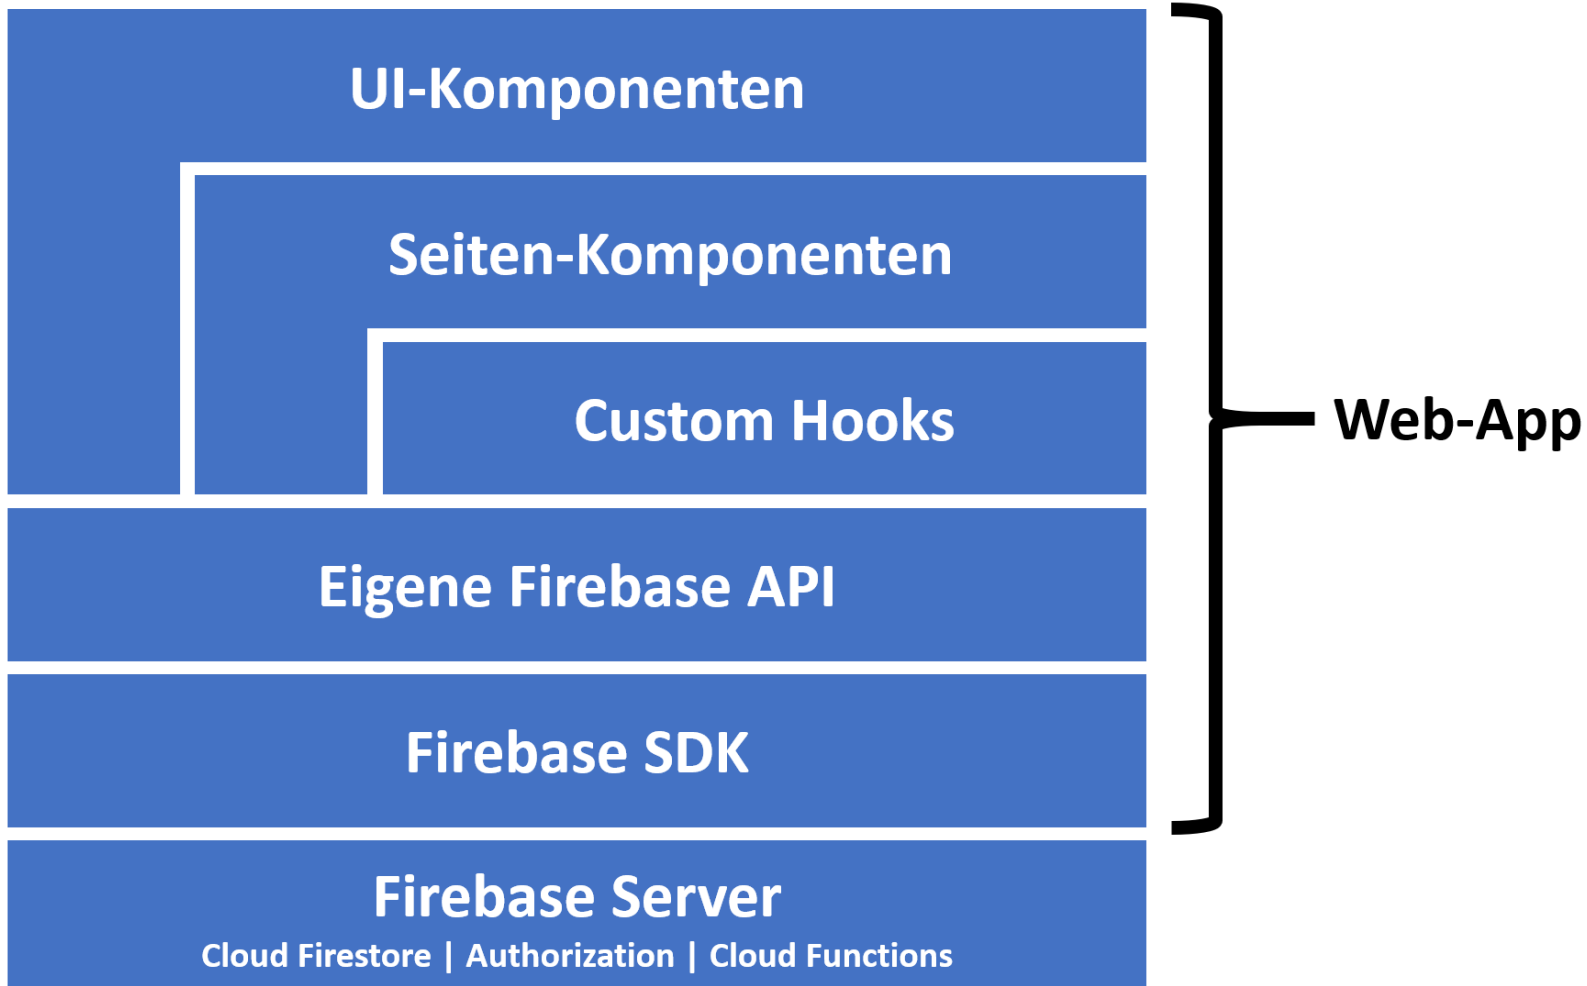 UI-Komponenten
Seiten-Komponenten
Custom Hooks
Web-App
Eigene Firebase API
Firebase SDK
Firebase Server
Cloud Firestore | Authorization | Cloud Functions